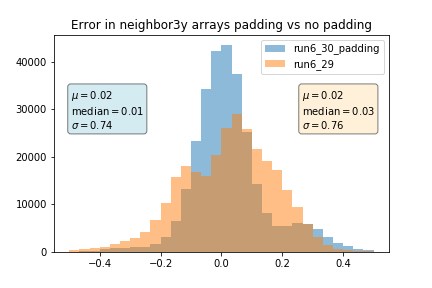 Error in neighbor3y arrays padding vs no padding
run6_30_padding
run6_29
μ = 0.02
median = 0.01
σ = 0.74
μ = 0.02
median = 0.03
σ = 0.76
40000
30000
20000
10000
0
−0.4 −0.2 0.0 0.2 0.4